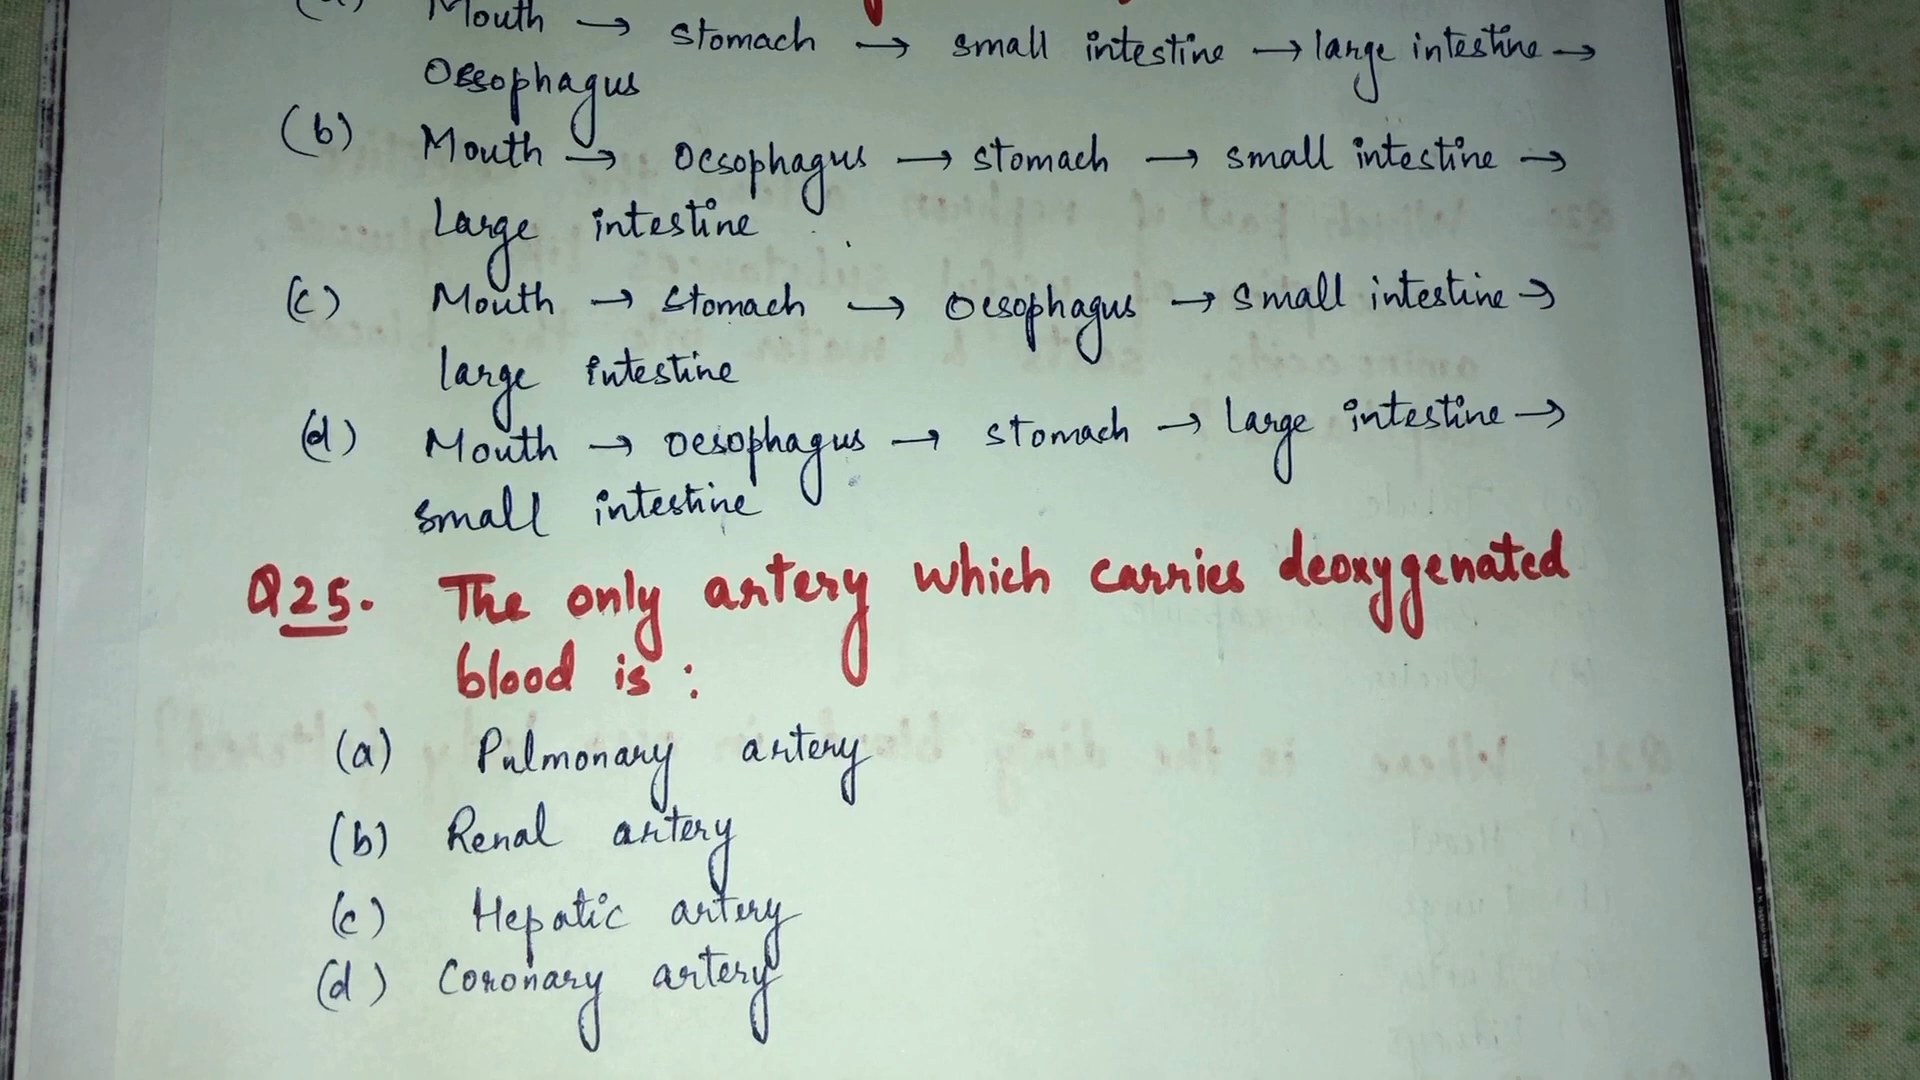 Mouth → stomach → small intestine → large intestine →
Oesophagus
(b) Mouth → Oesophagus → stomach → small intestine →
Large intestine
(c) Mouth → stomach → Oesophagus → small intestine →
large intestine
(d) Mouth → oesophagus → stomach → large intestine →
small intestine
Q25. The only artery which carries deoxygenated
blood is :
(a) Pulmonary artery
(b) Renal artery
(c) Hepatic artery
(d) Coronary artery